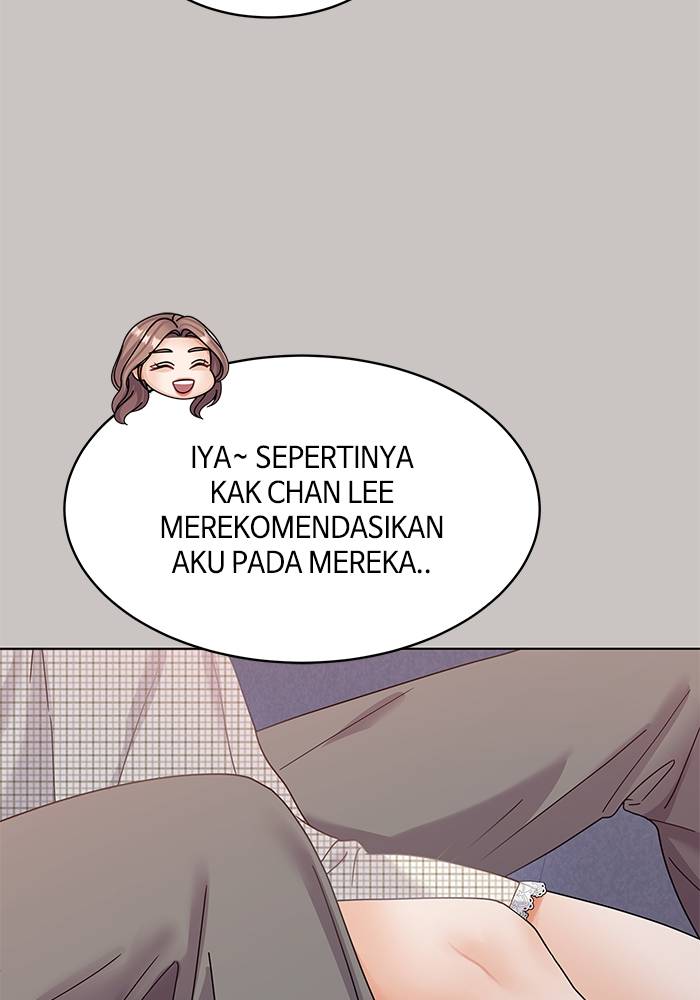 IYA~ SEPERTINYA
KAK CHAN LEE
MEREKOMENDASIKAN
AKU PADA MEREKA..